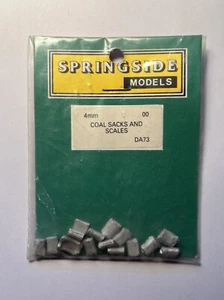 SPRINGSIDE
MODELS
4mm 00
COAL SACKS AND
SCALES
DA73